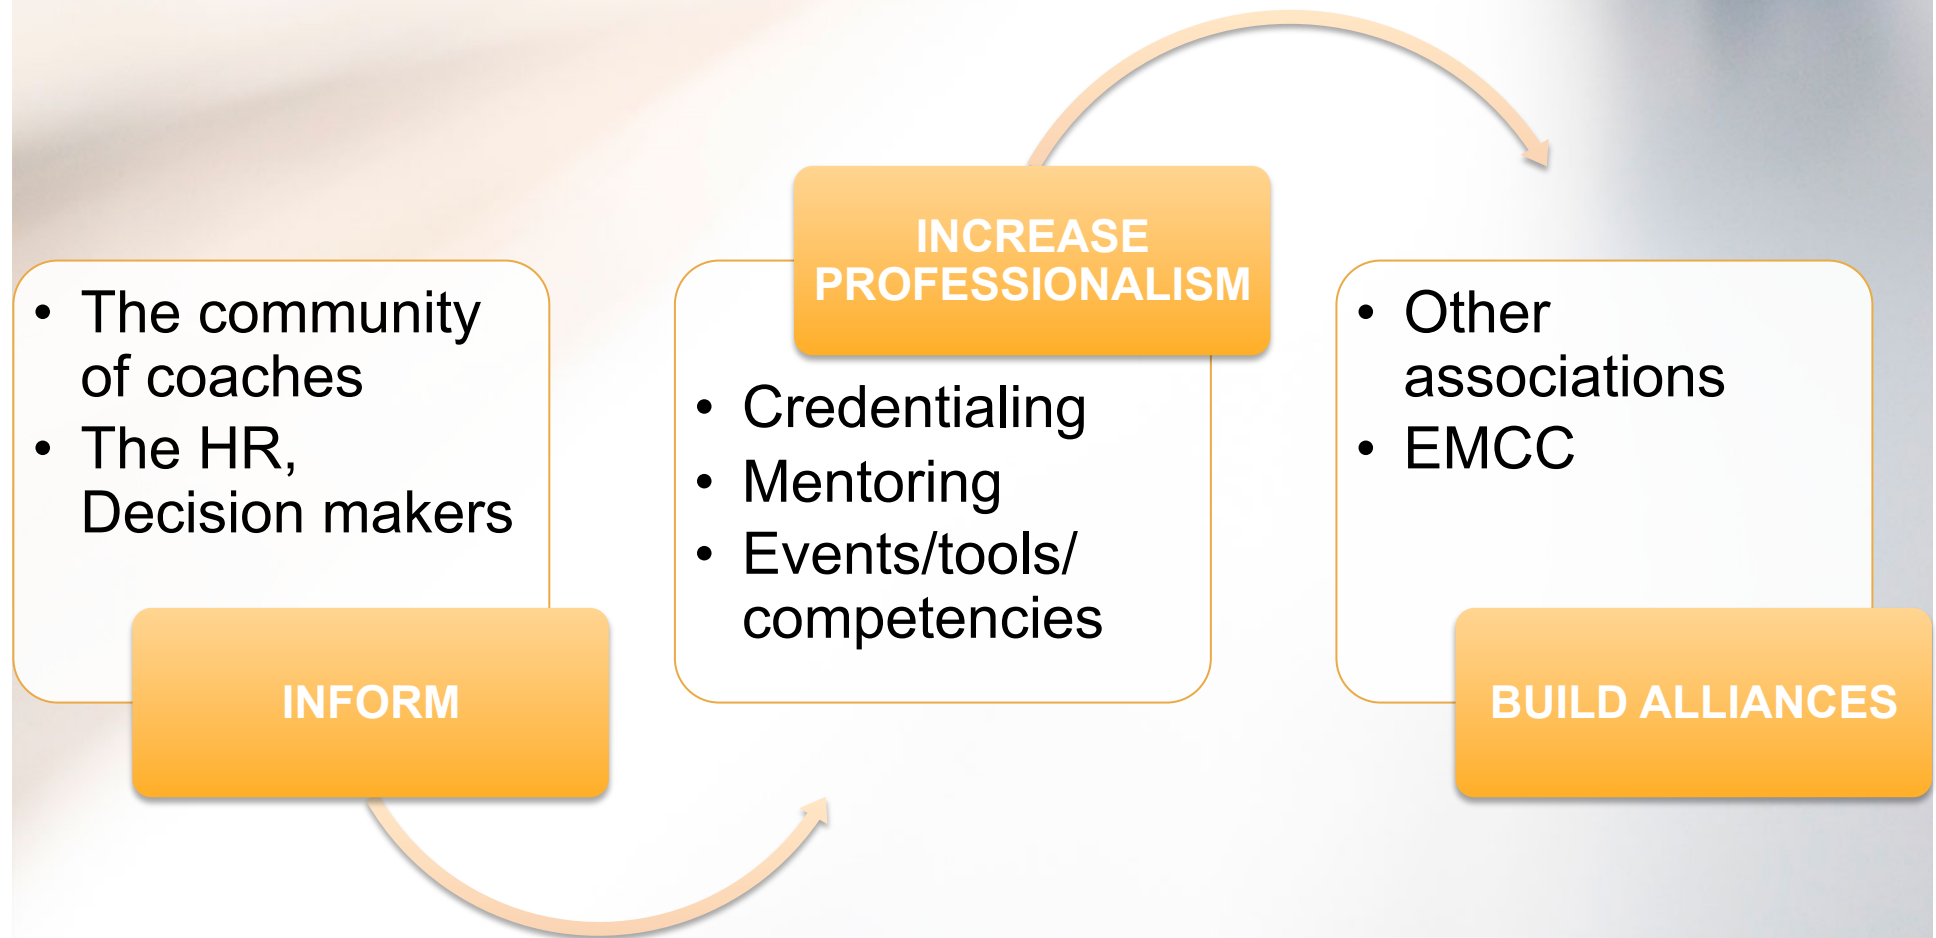 • The community
of coaches
• The HR,
Decision makers
INFORM
INCREASE
PROFESSIONALISM
• Credentialing
• Mentoring
• Events/tools/
competencies
• Other
associations
• EMCC
BUILD ALLIANCES